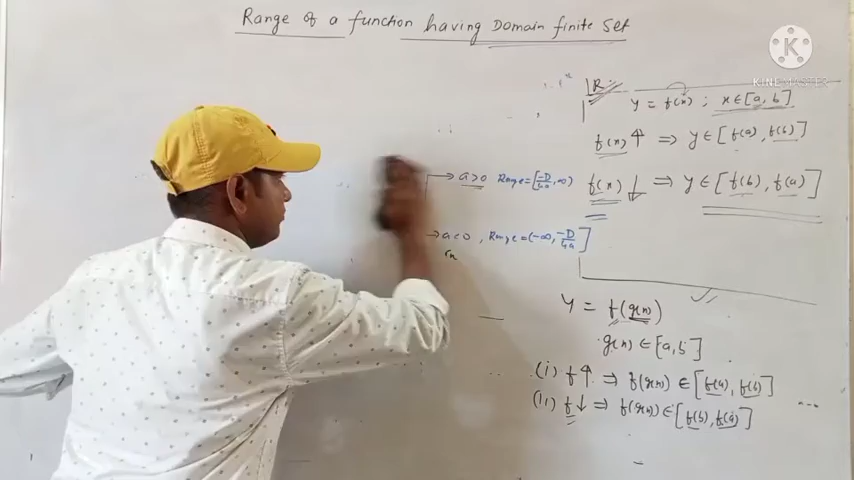 Range of a function having Domain finite set
K
KINEMASTER
R :
y = f(x) ; x∈[a, b]
f(x) ↑ ⇒ y∈[f(a), f(b)]
f(x) ↓ ⇒ y∈[f(b), f(a)]
→ a>0 Range = [-D/4a, ∞)
→ a<0 , Range = (-∞, -D/4a]
Y = f(g(x))
g(x) ∈ [a, b]
(i) f↑ ⇒ f(g(x)) ∈ [f(a), f(b)]
(ii) f↓ ⇒ f(g(x)) ∈ [f(b), f(a)]